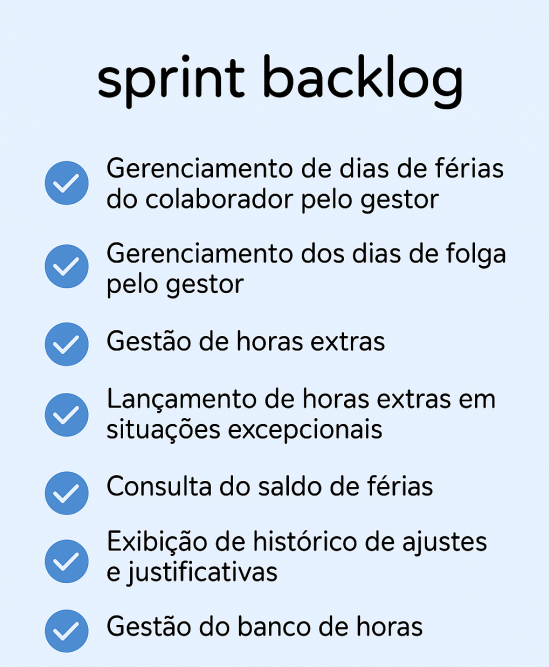 sprint backlog
Gerenciamento de dias de férias
do colaborador pelo gestor
Gerenciamento dos dias de folga
pelo gestor
Gestão de horas extras
Lançamento de horas extras em
situações excepcionais
Consulta do saldo de férias
Exibição de histórico de ajustes
e justificativas
Gestão do banco de horas